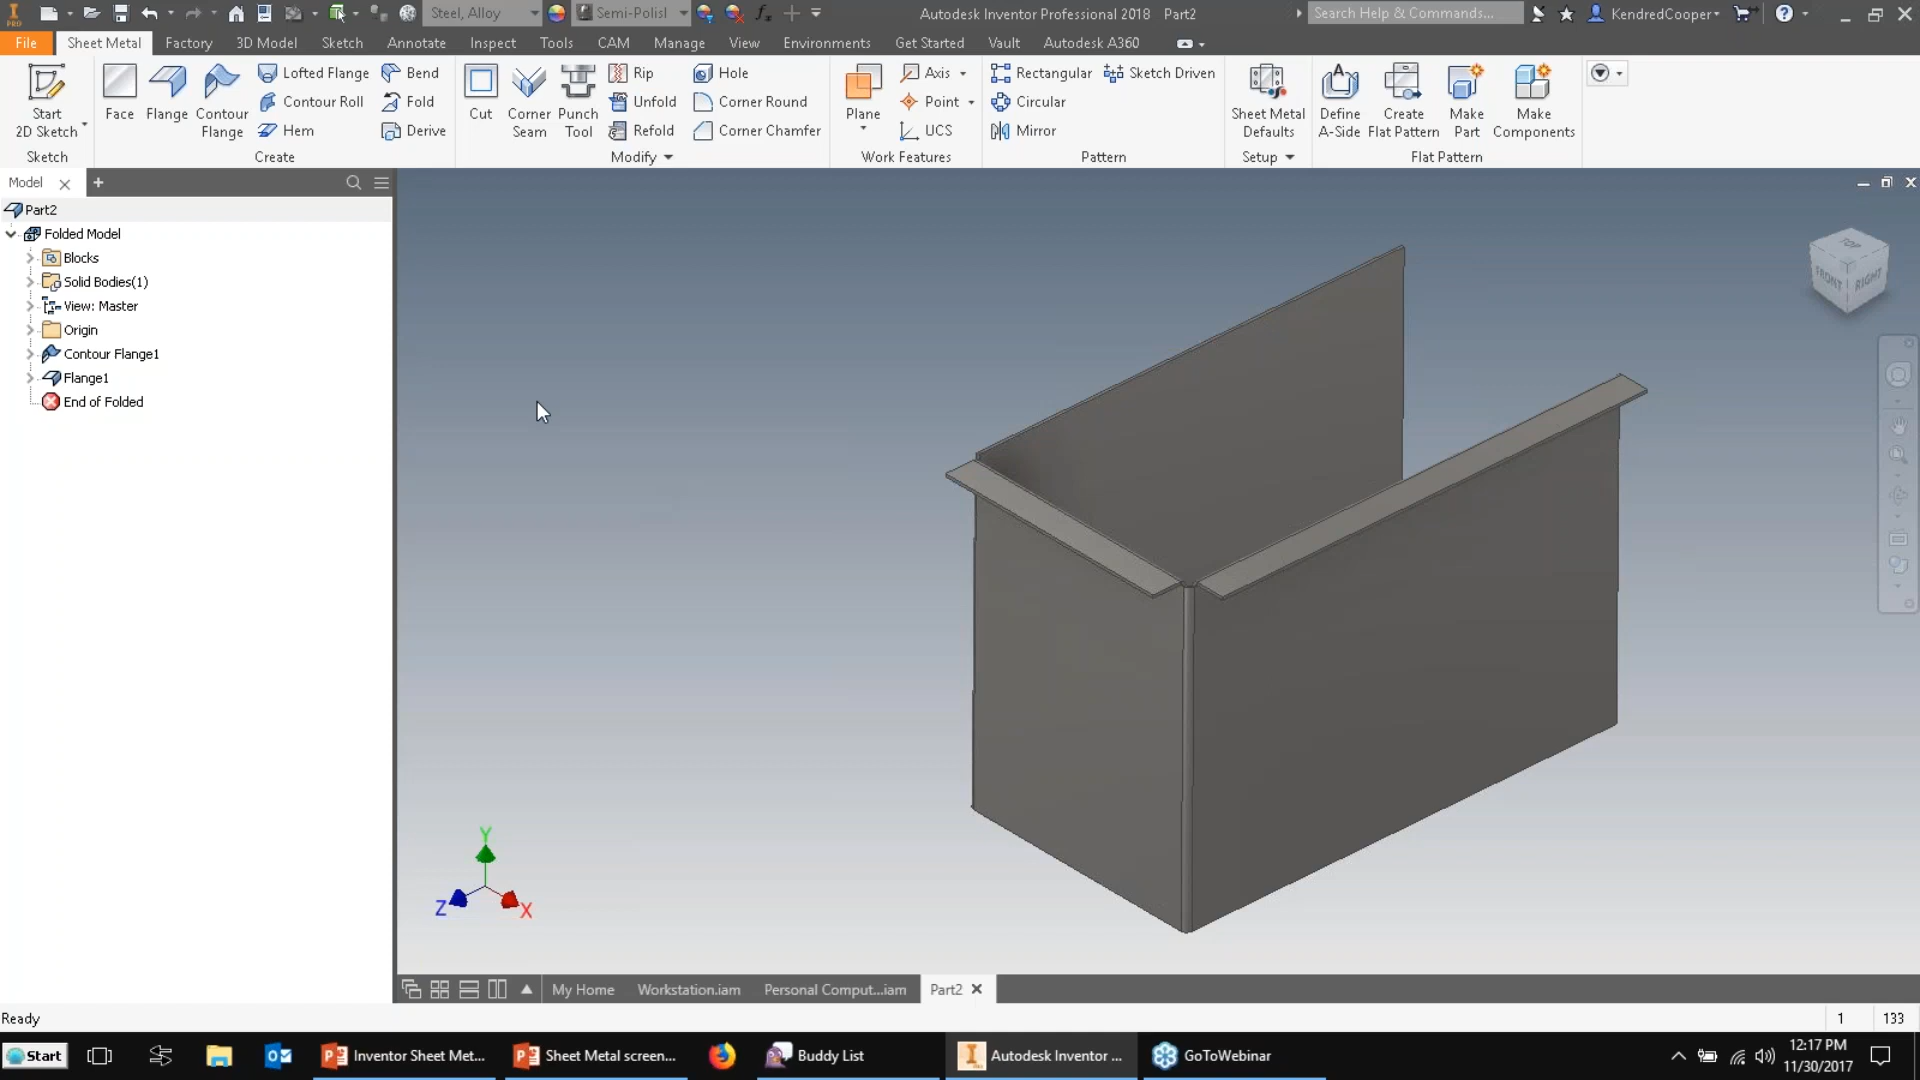 PRO Steel, Alloy Semi-Polisl fx Autodesk Inventor Professional 2018 Part2 Search Help & Commands... KendredCooper
File Sheet Metal Factory 3D Model Sketch Annotate Inspect Tools CAM Manage View Environments Get Started Vault Autodesk A360
Lofted Flange Bend Rip Hole Axis Rectangular Sketch Driven
Contour Roll Fold Unfold Corner Round Point Circular
Start Face Flange Contour Cut Corner Punch Plane Sheet Metal Define Create Make Make
2D Sketch Flange Hem Derive Seam Tool Refold Corner Chamfer UCS Mirror Defaults A-Side Flat Pattern Part Components
Sketch Create Modify Work Features Pattern Setup Flat Pattern
Model
Part2
Folded Model
Blocks
Solid Bodies(1)
View: Master
Origin
Contour Flange1
Flange1
End of Folded
TOP
FRONT RIGHT
Y
Z X
My Home Workstation.iam Personal Comput...iam Part2
Ready 1 133
Start Inventor Sheet Met... Sheet Metal screen... Buddy List Autodesk Inventor ... GoToWebinar 12:17 PM
11/30/2017